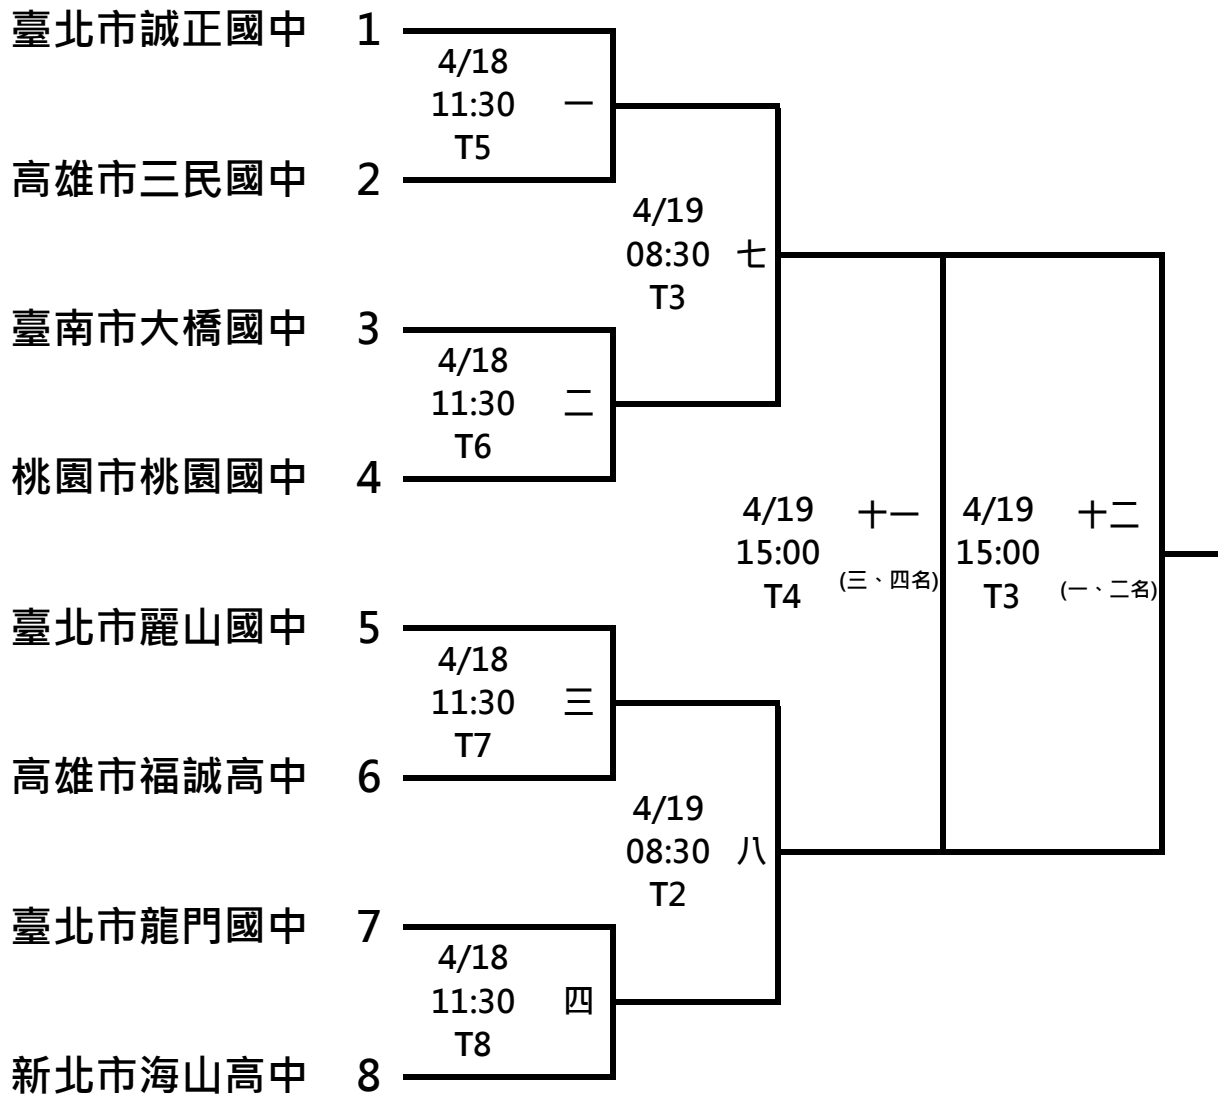 臺北市誠正國中 1
4/18
11:30 一
T5
高雄市三民國中 2
4/19
08:30 七
T3
臺南市大橋國中 3
4/18
11:30 二
T6
桃園市桃園國中 4
4/19 十一 4/19 十二
15:00 15:00
(三、四名) (一、二名)
T4 T3
臺北市麗山國中 5
4/18
11:30 三
T7
高雄市福誠高中 6
4/19
08:30 八
T2
臺北市龍門國中 7
4/18
11:30 四
T8
新北市海山高中 8